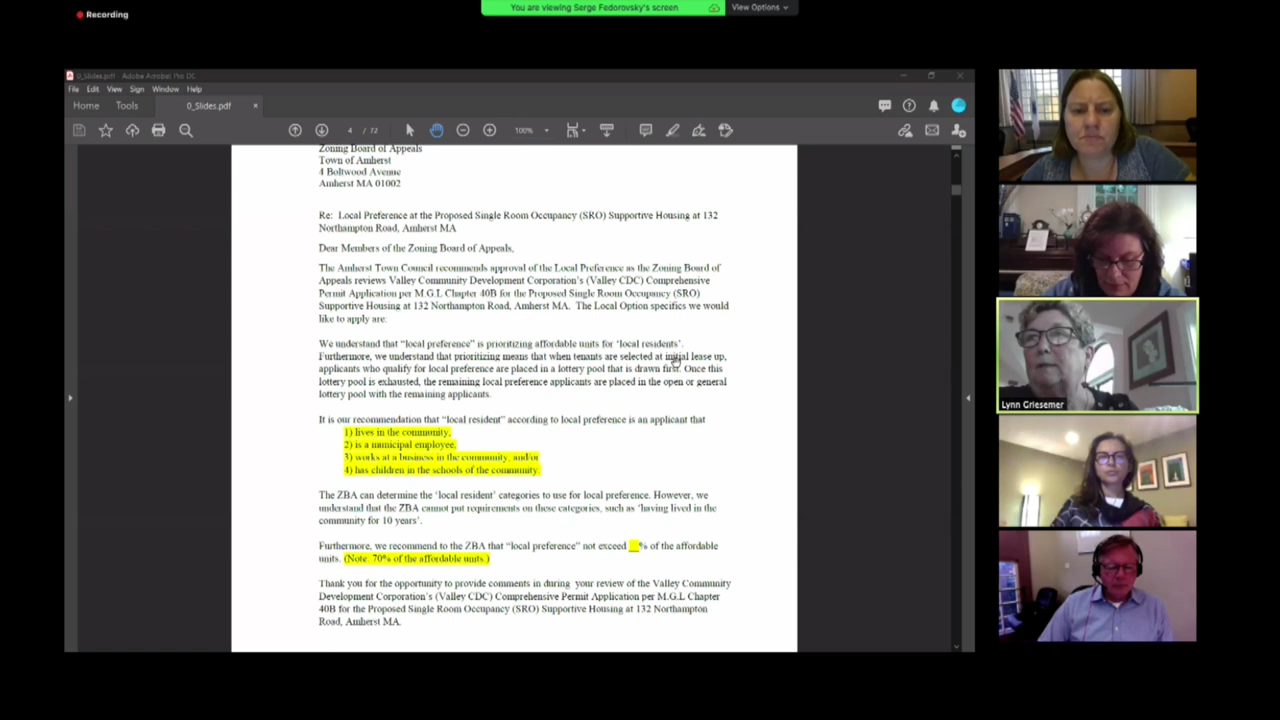 Recording
You are viewing Serge Fedorovsky's screen
View Options
0_Slides.pdf - Adobe Acrobat Pro DC
File Edit View Sign Window Help
Home Tools 0_Slides.pdf ×
4 / 72 100%
Zoning Board of Appeals
Town of Amherst
4 Boltwood Avenue
Amherst MA 01002
Re: Local Preference at the Proposed Single Room Occupancy (SRO) Supportive Housing at 132
Northampton Road, Amherst MA
Dear Members of the Zoning Board of Appeals,
The Amherst Town Council recommends approval of the Local Preference as the Zoning Board of
Appeals reviews Valley Community Development Corporation's (Valley CDC) Comprehensive
Permit Application per M.G.L Chapter 40B for the Proposed Single Room Occupancy (SRO)
Supportive Housing at 132 Northampton Road, Amherst MA. The Local Option specifics we would
like to apply are:
We understand that "local preference" is prioritizing affordable units for 'local residents'.
Furthermore, we understand that prioritizing means that when tenants are selected at initial lease up,
applicants who qualify for local preference are placed in a lottery pool that is drawn first. Once this
lottery pool is exhausted, the remaining local preference applicants are placed in the open or general
lottery pool with the remaining applicants.
It is our recommendation that "local resident" according to local preference is an applicant that
1) lives in the community,
2) is a municipal employee,
3) works at a business in the community, and/or
4) has children in the schools of the community.
The ZBA can determine the 'local resident' categories to use for local preference. However, we
understand that the ZBA cannot put requirements on these categories, such as 'having lived in the
community for 10 years'.
Furthermore, we recommend to the ZBA that "local preference" not exceed __% of the affordable
units. (Note: 70% of the affordable units.)
Thank you for the opportunity to provide comments in during your review of the Valley Community
Development Corporation's (Valley CDC) Comprehensive Permit Application per M.G.L Chapter
40B for the Proposed Single Room Occupancy (SRO) Supportive Housing at 132 Northampton
Road, Amherst MA.
Lynn Griesemer